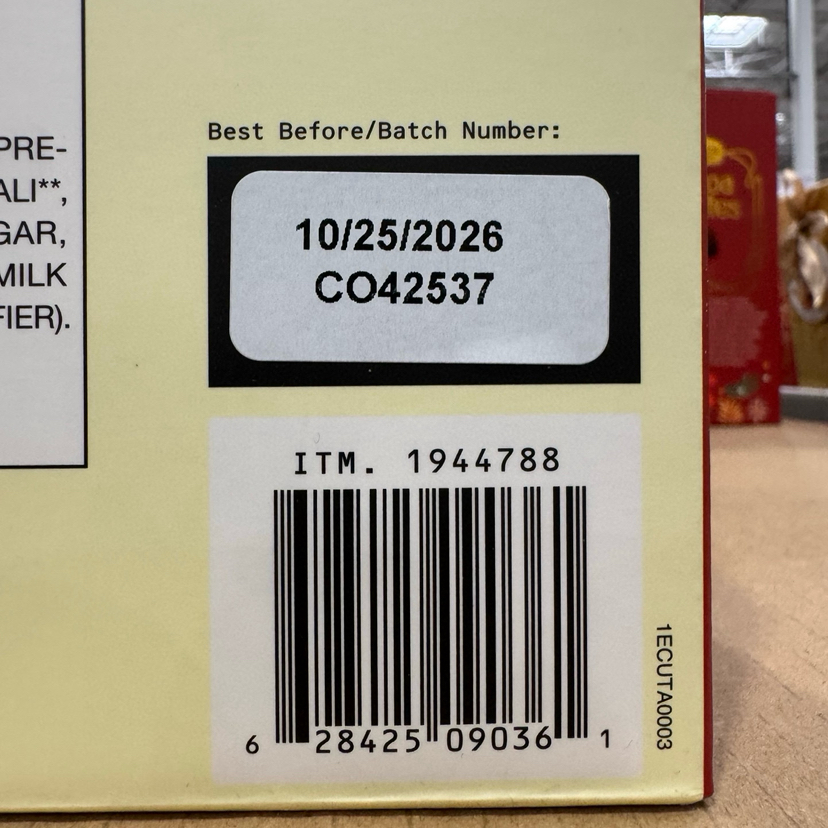 PRE-
ALI**,
GAR,
MILK
FIER).
Best Before/Batch Number:
10/25/2026
CO42537
ITM. 1944788
6 28425 09036 1
1ECUTA0003